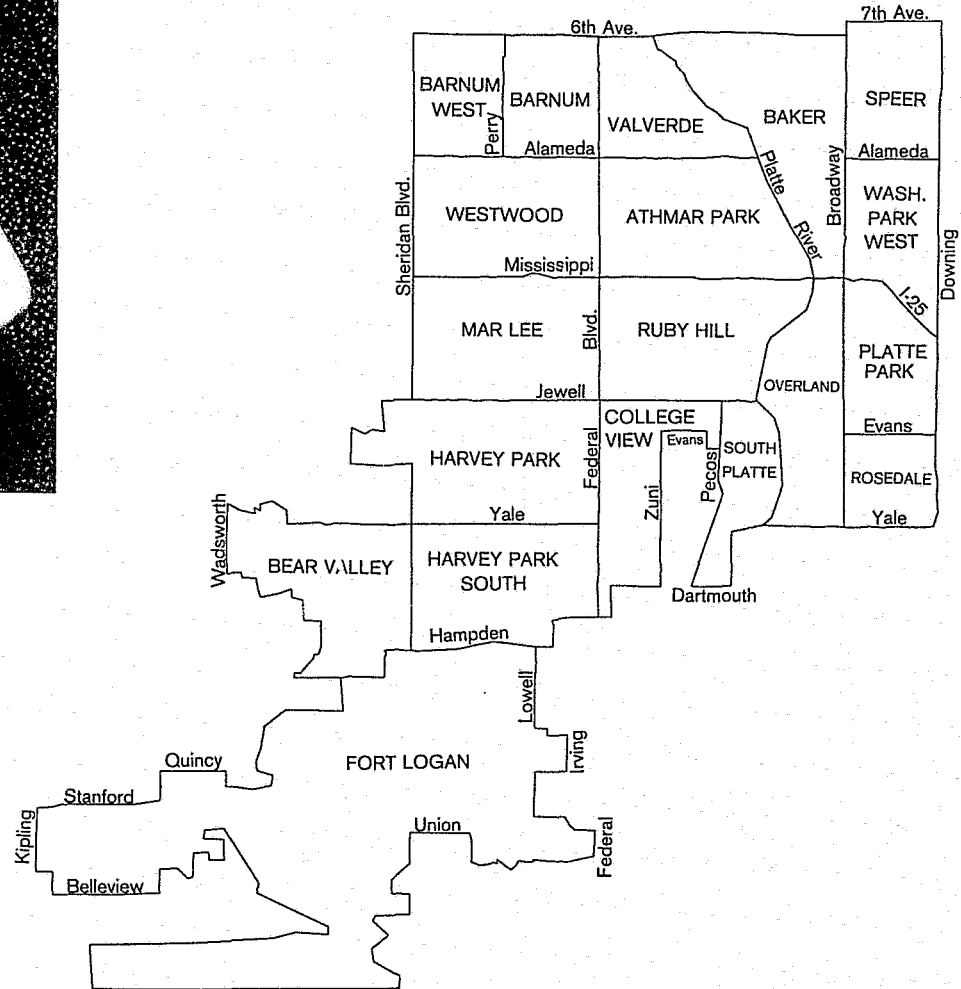 7th Ave.
6th Ave.
BARNUM
WEST
Perry
BARNUM
VALVERDE
BAKER
SPEER
Alameda
Alameda
Platte
River
Broadway
WASH.
PARK
WEST
Sheridan Blvd.
WESTWOOD
ATHMAR PARK
Mississippi
Downing
I-25
MAR LEE
Blvd.
RUBY HILL
PLATTE
PARK
OVERLAND
Jewell
COLLEGE
VIEW
Evans
Evans
HARVEY PARK
Federal
Zuni
Pecos
SOUTH
PLATTE
ROSEDALE
Yale
Yale
Wadsworth
BEAR VALLEY
HARVEY PARK
SOUTH
Dartmouth
Hampden
Lowell
Irving
FORT LOGAN
Quincy
Stanford
Kipling
Union
Federal
Belleview